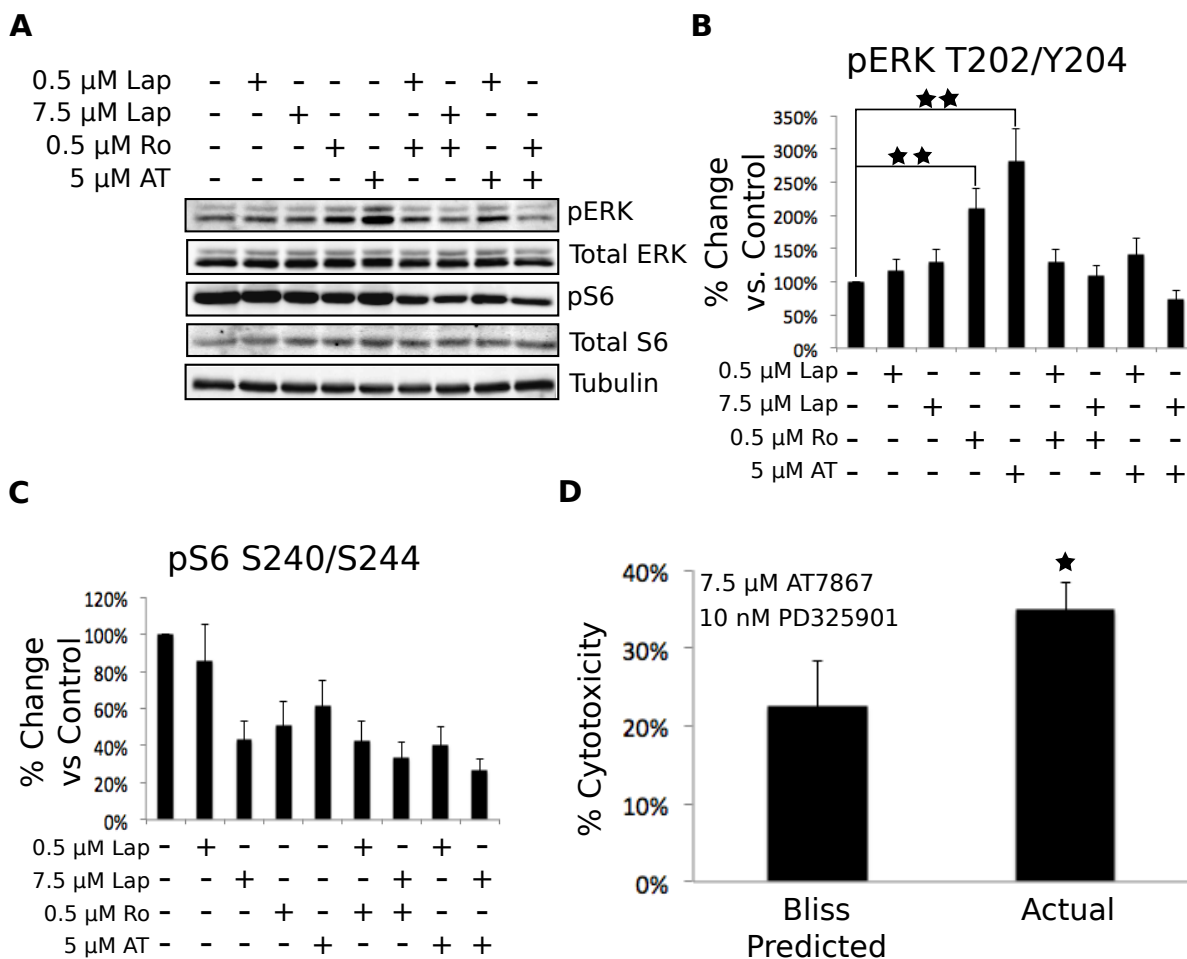 A
0.5 μM Lap - + - - - + - + -
7.5 μM Lap - - + - - - + - -
0.5 μM Ro - - - + - + + - +
5 μM AT - - - - + - - + +
pERK
Total ERK
pS6
Total S6
Tubulin
B
pERK T202/Y204
% Change
vs. Control
350%
300%
250%
200%
150%
100%
50%
0%
0.5 μM Lap - + - - - + - + -
7.5 μM Lap - - + - - - + - +
0.5 μM Ro - - - + - + + - -
5 μM AT - - - - + - - + +
C
pS6 S240/S244
% Change
vs Control
120%
100%
80%
60%
40%
20%
0%
0.5 μM Lap - + - - - + - + -
7.5 μM Lap - - + - - - + - +
0.5 μM Ro - - - + - + + - -
5 μM AT - - - - + - - + +
D
% Cytotoxicity
40%
30%
20%
10%
0%
7.5 μM AT7867
10 nM PD325901
Bliss
Predicted
Actual